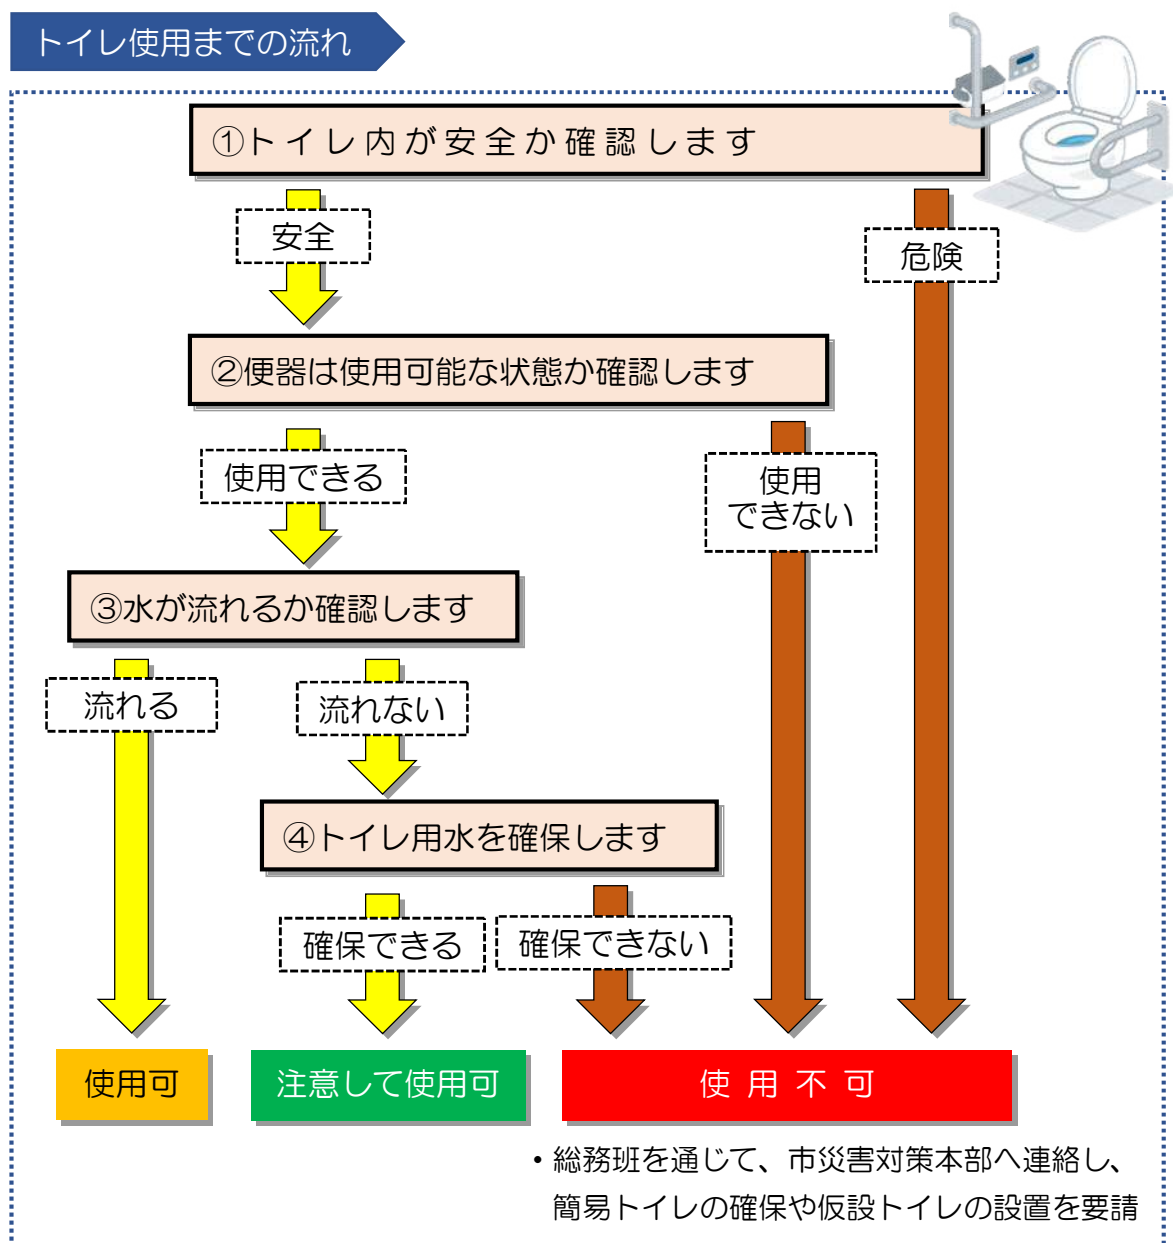 トイレ使用までの流れ
①トイレ内が安全か確認します
安全
危険
②便器は使用可能な状態か確認します
使用できる
使用
できない
③水が流れるか確認します
流れる
流れない
④トイレ用水を確保します
確保できる
確保できない
使用可
注意して使用可
使用不可
・総務班を通じて、市災害対策本部へ連絡し、
簡易トイレの確保や仮設トイレの設置を要請